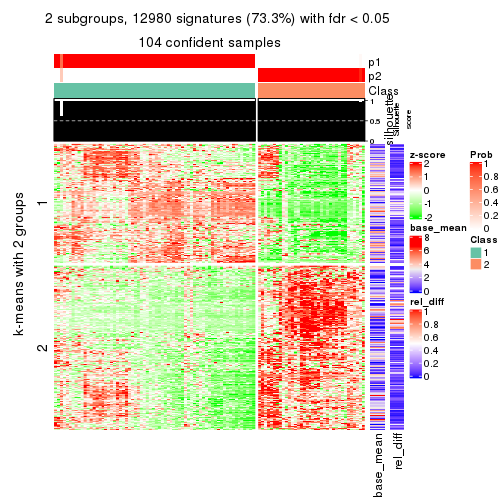 2 subgroups, 12980 signatures (73.3%) with fdr < 0.05
104 confident samples
p1
p2
Class
1
0.5
0
silhouette
Silhouette
score
k-means with 2 groups
1
2
base_mean
rel_diff
z-score
2
1
0
-1
-2
base_mean
8
6
4
2
0
rel_diff
1
0.8
0.6
0.4
0.2
0
Prob
1
0.8
0.6
0.4
0.2
0
Class
1
2